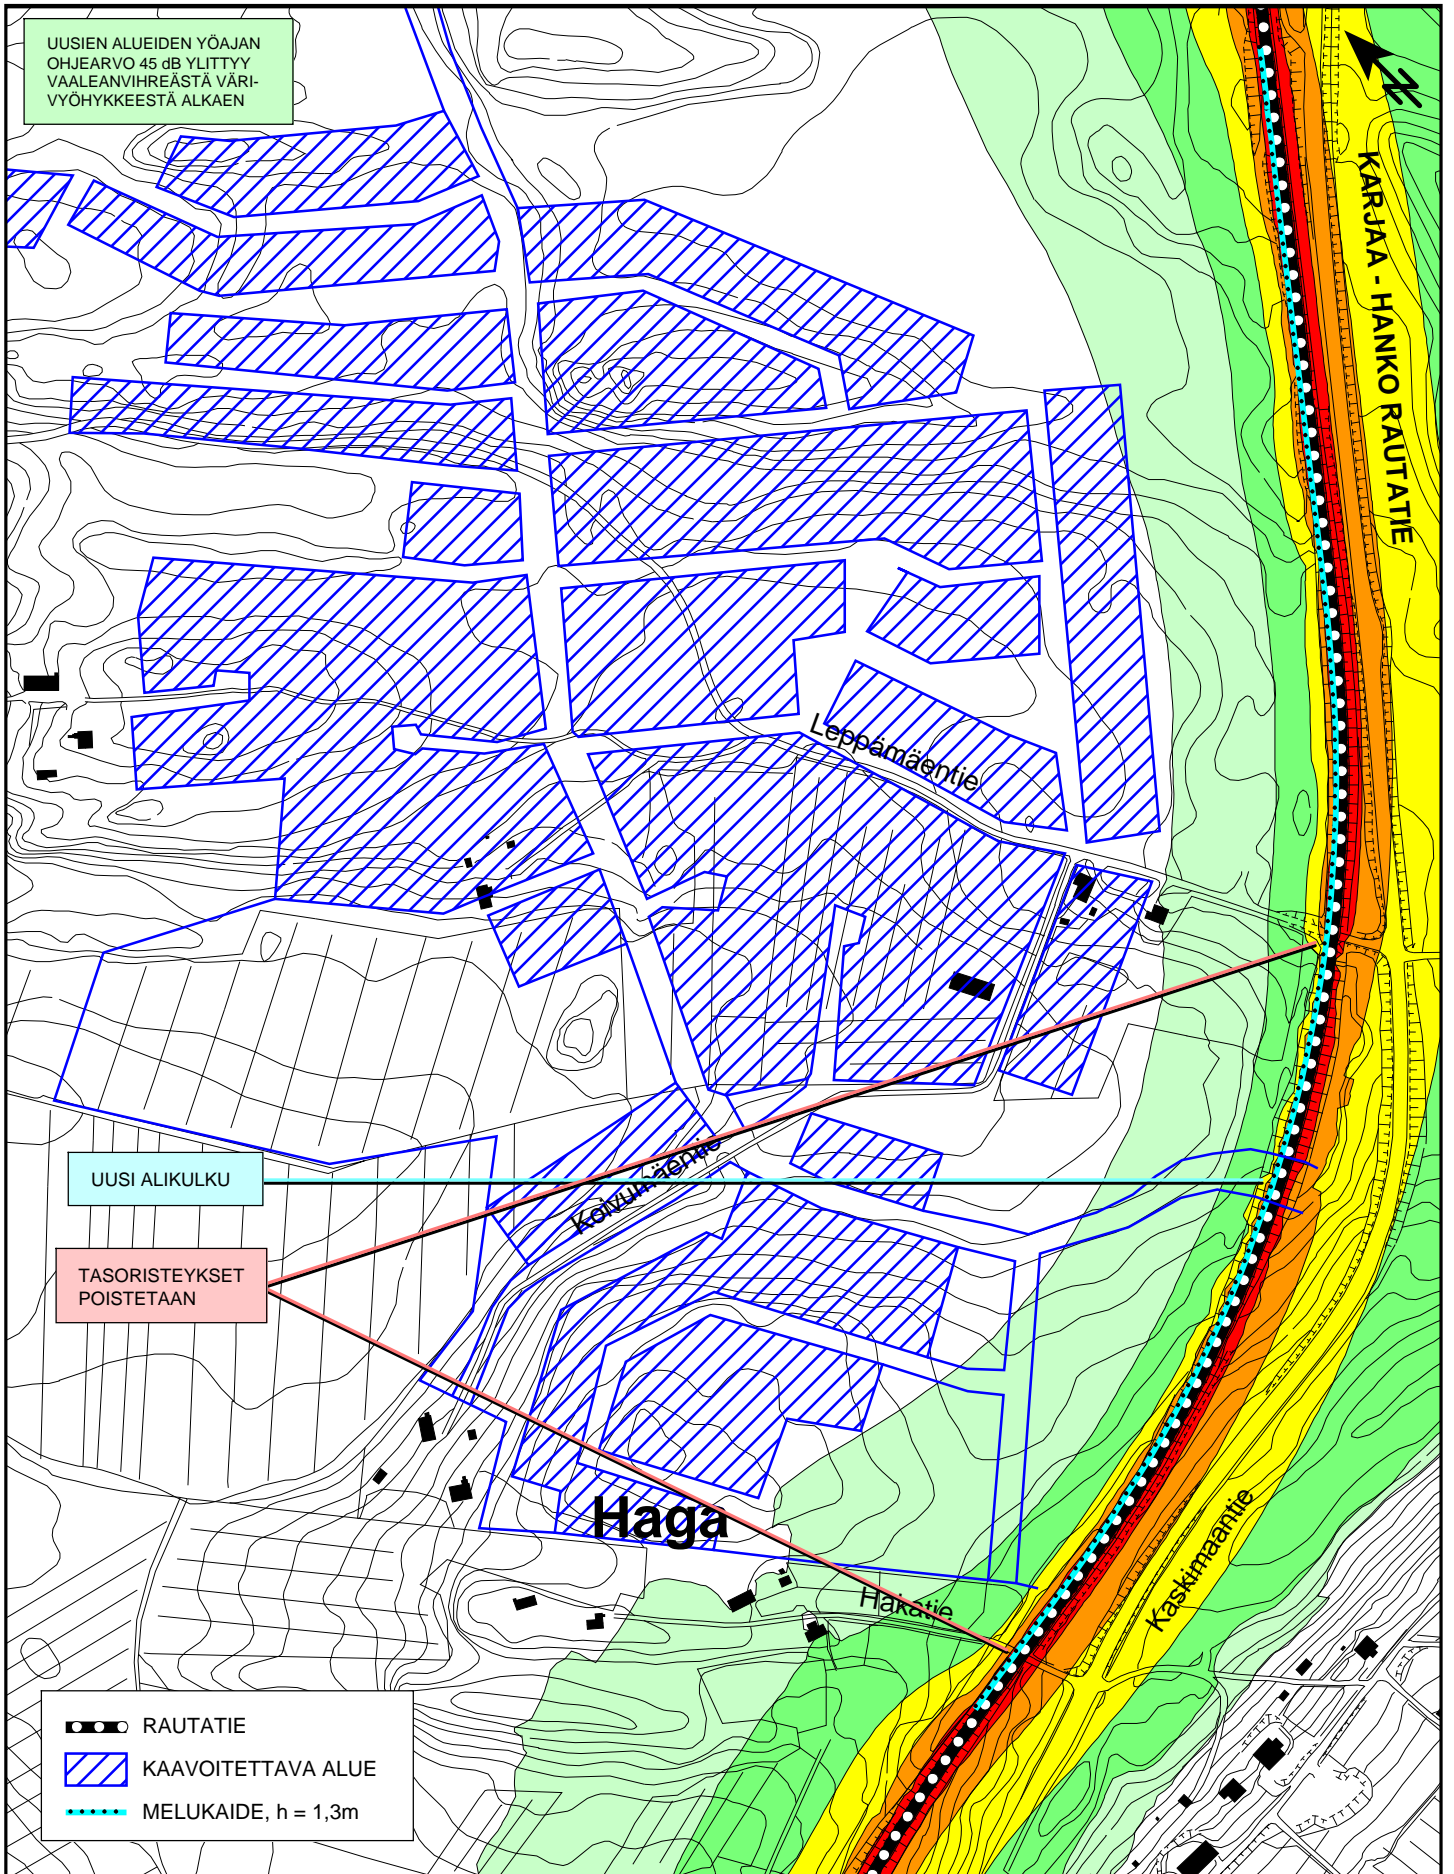 UUSIEN ALUEIDEN YÖAJAN
OHJEARVO 45 dB YLITTYY
VAALEANVIHREÄSTÄ VÄRI-
VYÖHYKKEESTÄ ALKAEN
N
KARJAA - HANKO RAUTATIE
Leppämäentie
UUSI ALIKULKU
Koivumäentie
TASORISTEYKSET
POISTETAAN
Haga
Kaskimaantie
Hakatie
RAUTATIE
KAAVOITETTAVA ALUE
MELUKAIDE, h = 1,3m